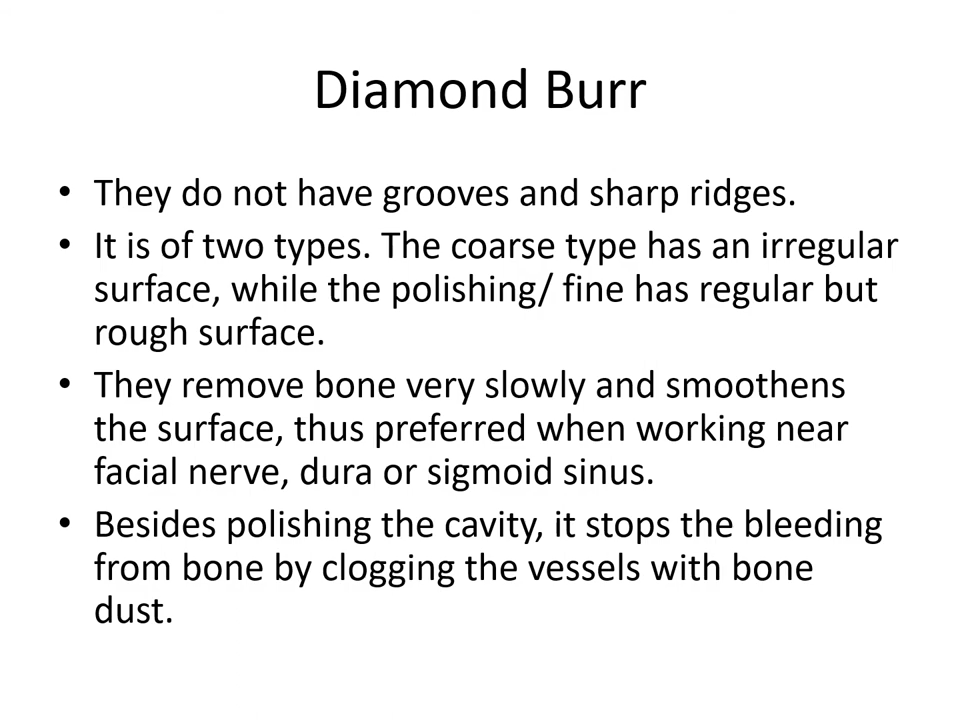 Diamond Burr
• They do not have grooves and sharp ridges.
• It is of two types. The coarse type has an irregular
surface, while the polishing/ fine has regular but
rough surface.
• They remove bone very slowly and smoothens
the surface, thus preferred when working near
facial nerve, dura or sigmoid sinus.
• Besides polishing the cavity, it stops the bleeding
from bone by clogging the vessels with bone
dust.